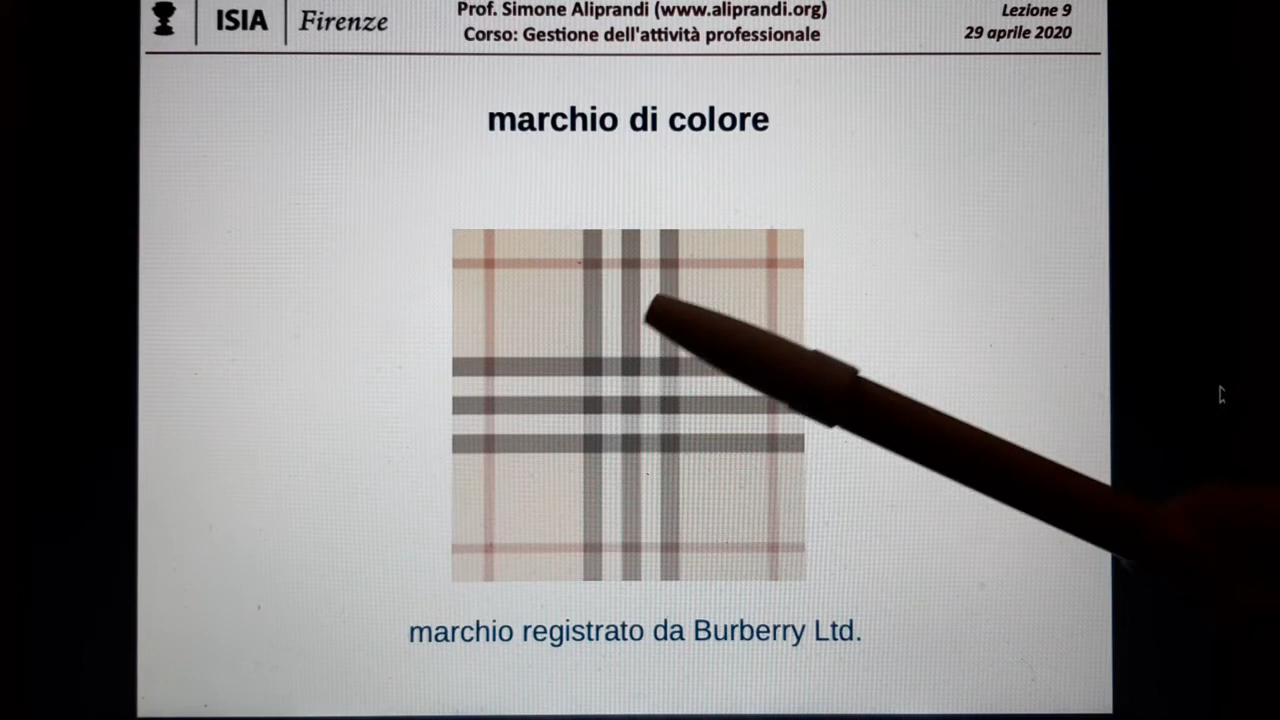 ISIA Firenze
Prof. Simone Aliprandi (www.aliprandi.org)
Corso: Gestione dell'attività professionale
Lezione 9
29 aprile 2020
marchio di colore
marchio registrato da Burberry Ltd.